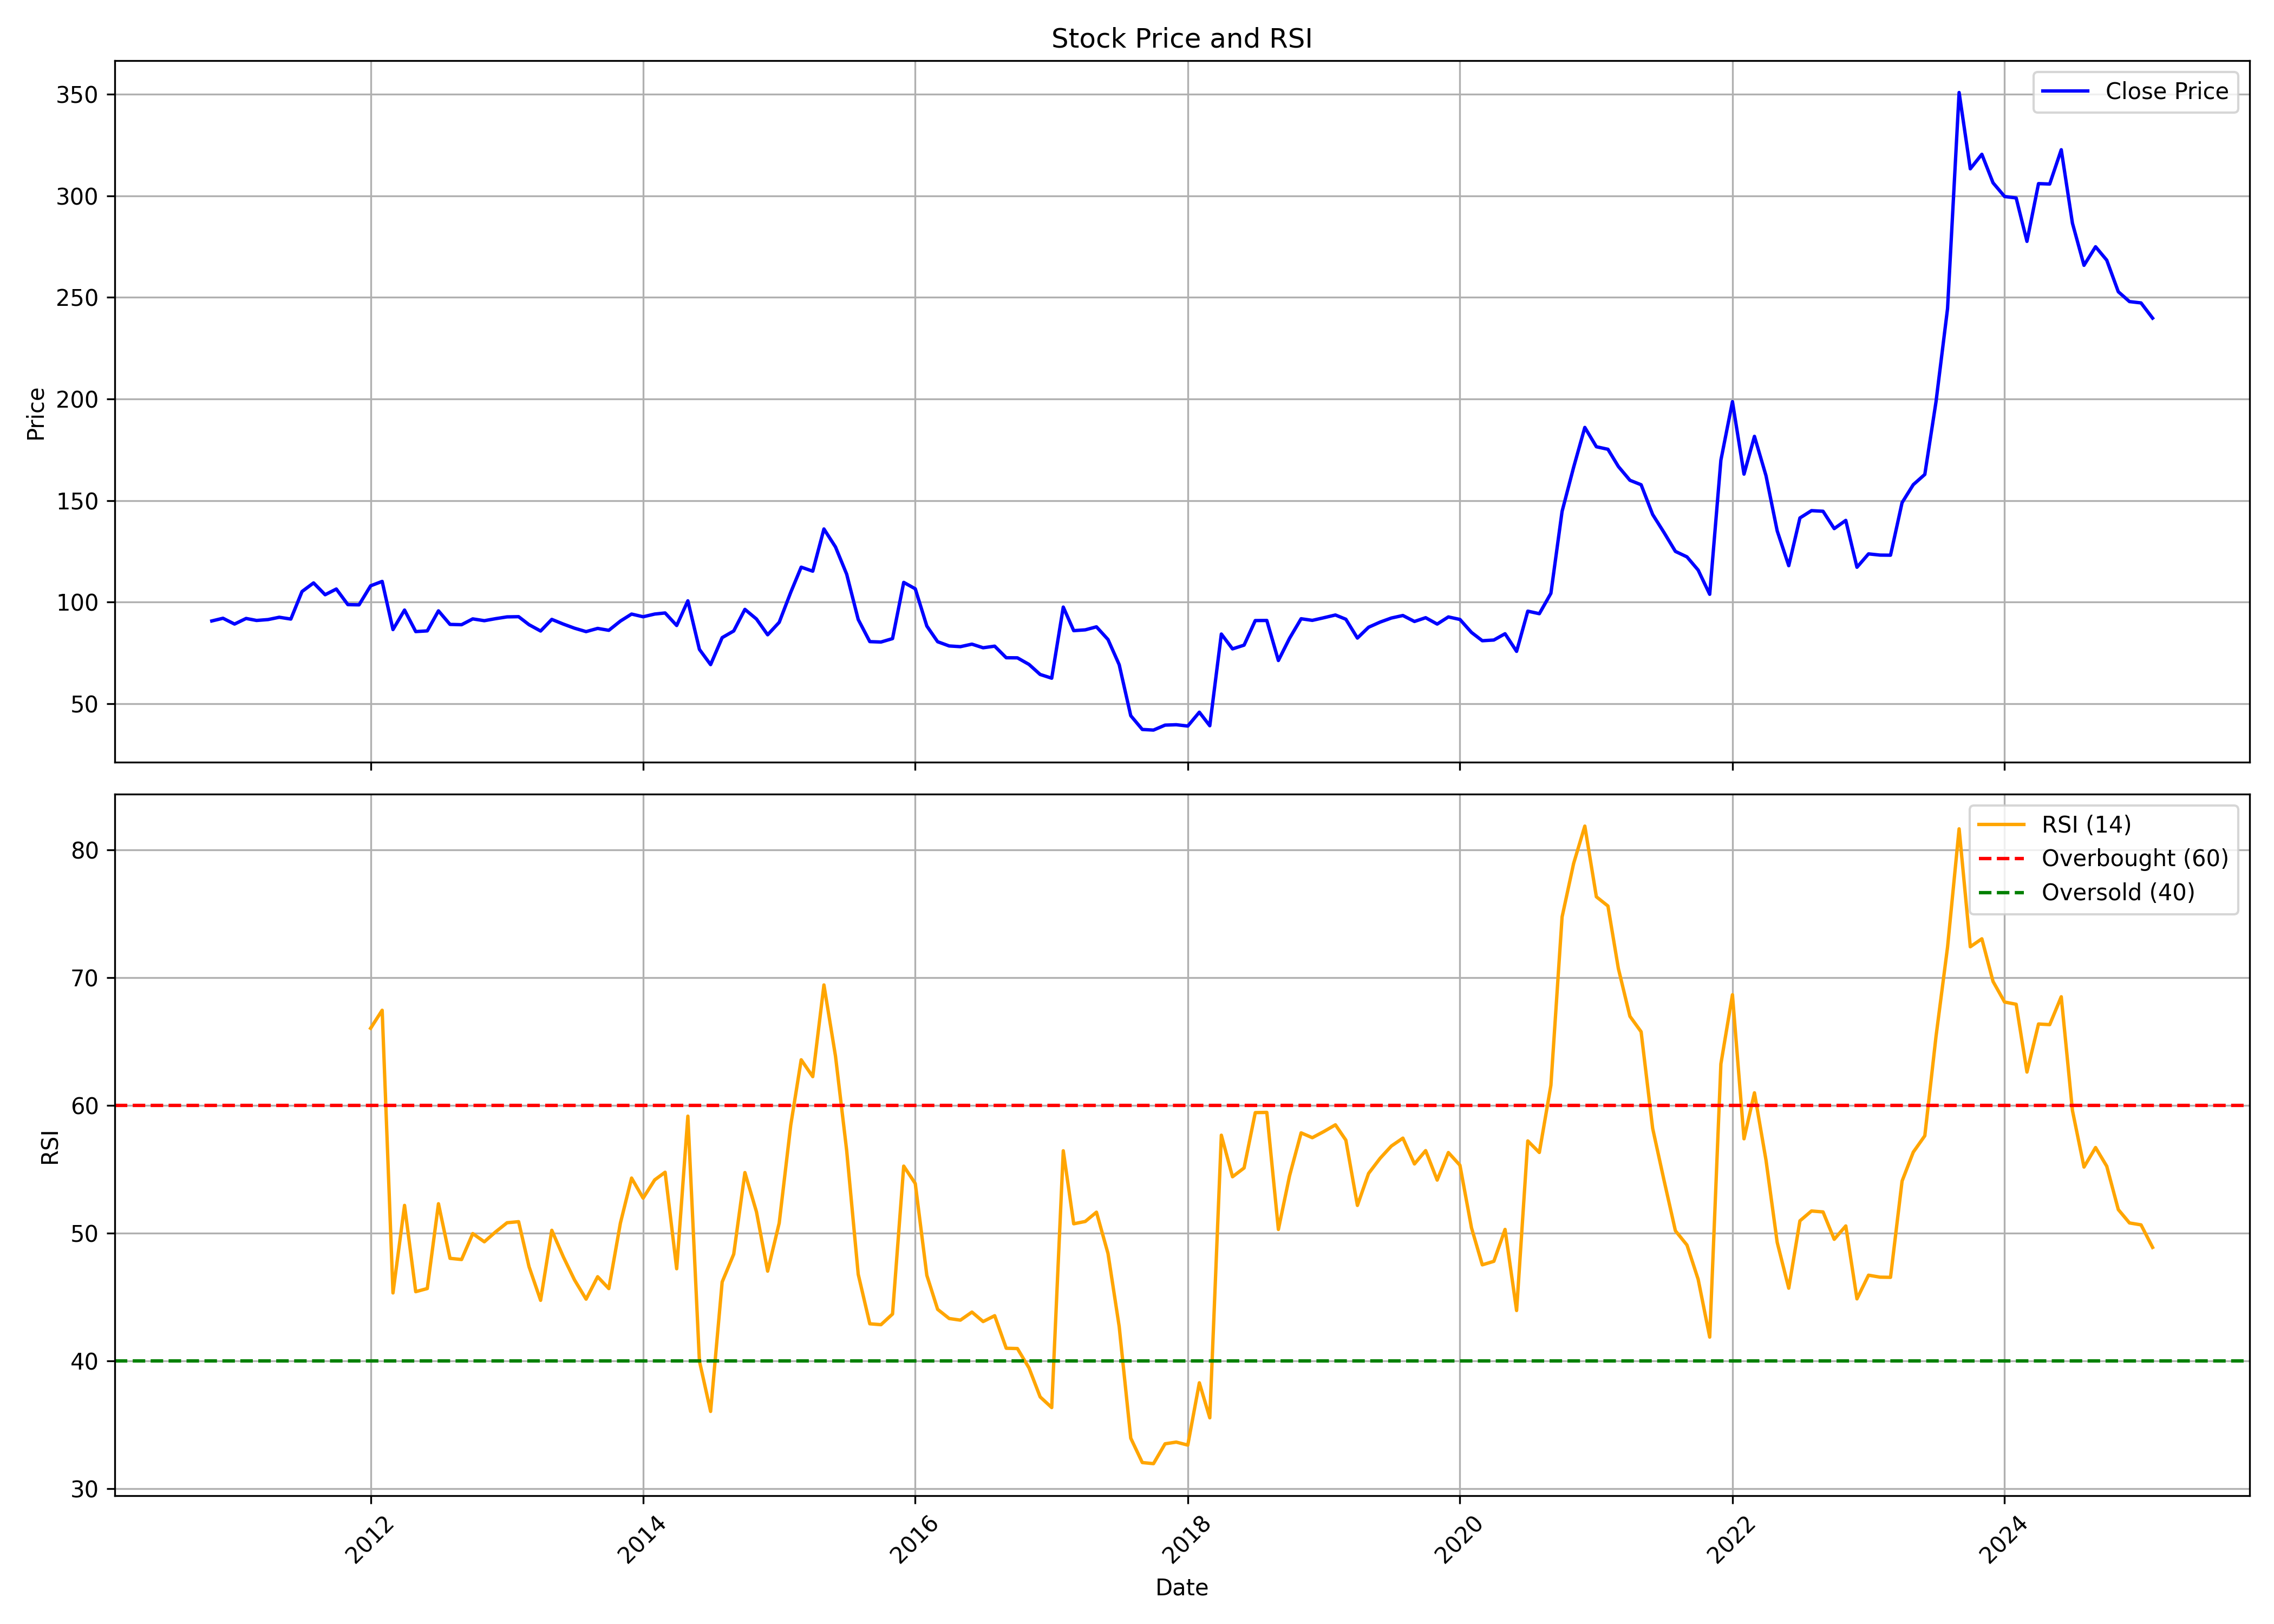 Stock Price and RSI
350
300
250
200
150
100
50
Price
Close Price
80
70
60
50
40
30
RSI
RSI (14)
Overbought (60)
Oversold (40)
2012
2014
2016
2018
2020
2022
2024
Date